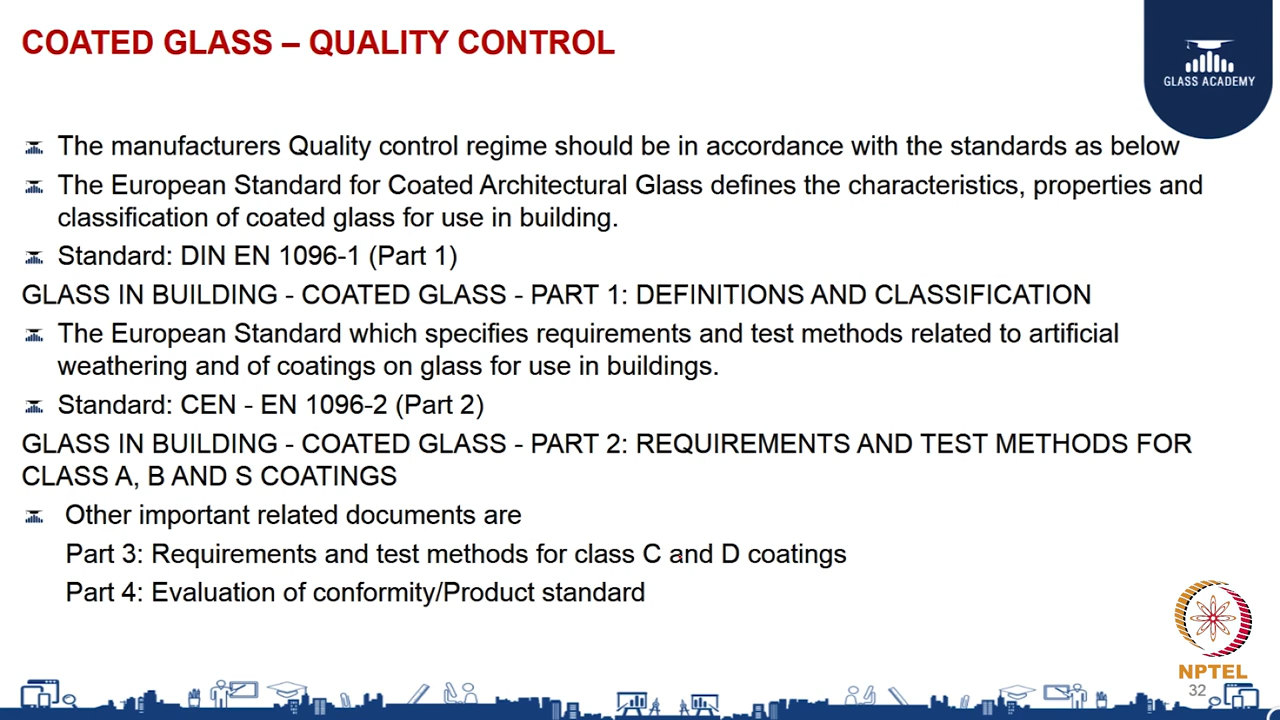 COATED GLASS – QUALITY CONTROL
GLASS ACADEMY
The manufacturers Quality control regime should be in accordance with the standards as below
The European Standard for Coated Architectural Glass defines the characteristics, properties and
classification of coated glass for use in building.
Standard: DIN EN 1096-1 (Part 1)
GLASS IN BUILDING - COATED GLASS - PART 1: DEFINITIONS AND CLASSIFICATION
The European Standard which specifies requirements and test methods related to artificial
weathering and of coatings on glass for use in buildings.
Standard: CEN - EN 1096-2 (Part 2)
GLASS IN BUILDING - COATED GLASS - PART 2: REQUIREMENTS AND TEST METHODS FOR
CLASS A, B AND S COATINGS
Other important related documents are
Part 3: Requirements and test methods for class C and D coatings
Part 4: Evaluation of conformity/Product standard
NPTEL
32